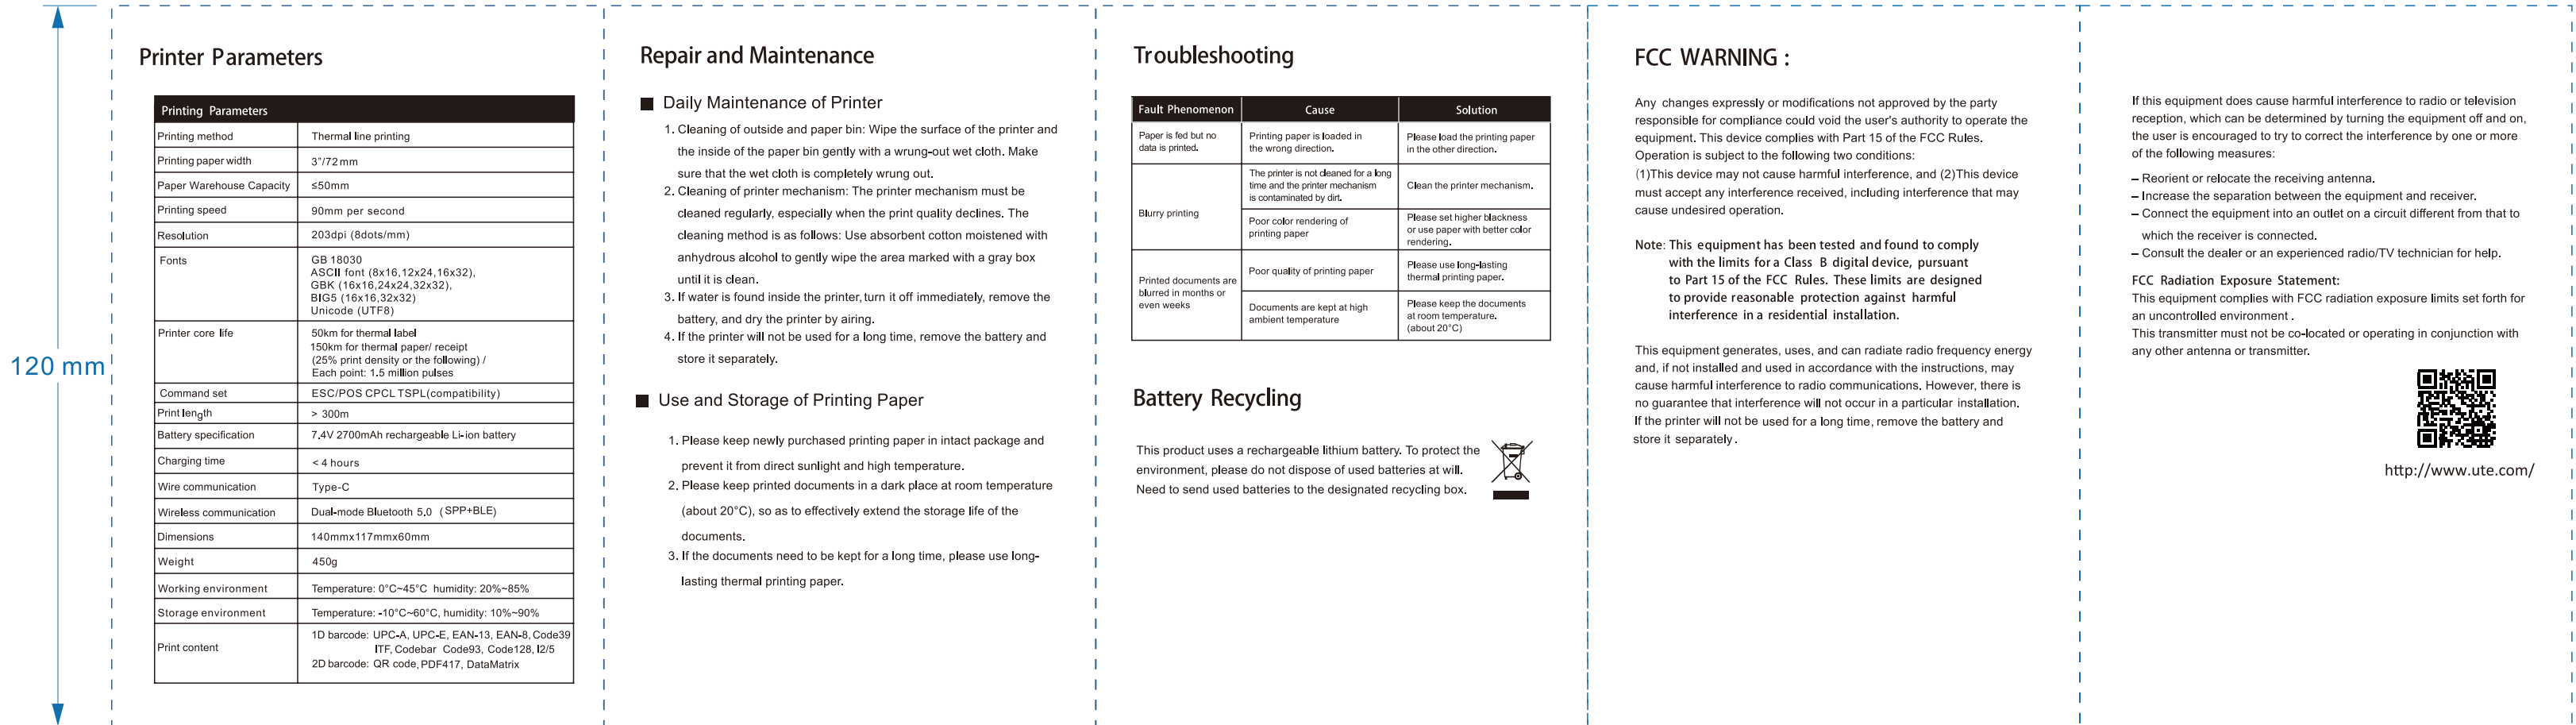 120 mm
Printer Parameters
Printing Parameters
Printing method Thermal line printing
Printing paper width 3"/72mm
Paper Warehouse Capacity ≤50mm
Printing speed 90mm per second
Resolution 203dpi (8dots/mm)
Fonts GB 18030
ASCII font (8x16,12x24,16x32),
GBK (16x16,24x24,32x32),
BIG5 (16x16,32x32)
Unicode (UTF8)
Printer core life 50km for thermal label
150km for thermal paper/ receipt
(25% print density or the following) /
Each point: 1.5 million pulses
Command set ESC/POS CPCL TSPL(compatibility)
Print length > 300m
Battery specification 7.4V 2700mAh rechargeable Li-ion battery
Charging time < 4 hours
Wire communication Type-C
Wireless communication Dual-mode Bluetooth 5.0 (SPP+BLE)
Dimensions 140mmx117mmx60mm
Weight 450g
Working environment Temperature: 0°C~45°C humidity: 20%~85%
Storage environment Temperature: -10°C~60°C, humidity: 10%~90%
Print content 1D barcode: UPC-A, UPC-E, EAN-13, EAN-8, Code39
ITF, Codebar Code93, Code128, I2/5
2D barcode: QR code, PDF417, DataMatrix
Repair and Maintenance
■ Daily Maintenance of Printer
1. Cleaning of outside and paper bin: Wipe the surface of the printer and
the inside of the paper bin gently with a wrung-out wet cloth. Make
sure that the wet cloth is completely wrung out.
2. Cleaning of printer mechanism: The printer mechanism must be
cleaned regularly, especially when the print quality declines. The
cleaning method is as follows: Use absorbent cotton moistened with
anhydrous alcohol to gently wipe the area marked with a gray box
until it is clean.
3. If water is found inside the printer, turn it off immediately, remove the
battery, and dry the printer by airing.
4. If the printer will not be used for a long time, remove the battery and
store it separately.
■ Use and Storage of Printing Paper
1. Please keep newly purchased printing paper in intact package and
prevent it from direct sunlight and high temperature.
2. Please keep printed documents in a dark place at room temperature
(about 20°C), so as to effectively extend the storage life of the
documents.
3. If the documents need to be kept for a long time, please use long-
lasting thermal printing paper.
Troubleshooting
Fault Phenomenon Cause Solution
Paper is fed but no
data is printed.
Printing paper is loaded in
the wrong direction.
Please load the printing paper
in the other direction.
Blurry printing
The printer is not cleaned for a long
time and the printer mechanism
is contaminated by dirt.
Clean the printer mechanism.
Poor color rendering of
printing paper
Please set higher blackness
or use paper with better color
rendering.
Printed documents are
blurred in months or
even weeks
Poor quality of printing paper
Please use long-lasting
thermal printing paper.
Documents are kept at high
ambient temperature
Please keep the documents
at room temperature.
(about 20°C)
Battery Recycling
This product uses a rechargeable lithium battery. To protect the
environment, please do not dispose of used batteries at will.
Need to send used batteries to the designated recycling box.
FCC WARNING :
Any changes expressly or modifications not approved by the party
responsible for compliance could void the user's authority to operate the
equipment. This device complies with Part 15 of the FCC Rules.
Operation is subject to the following two conditions:
(1)This device may not cause harmful interference, and (2)This device
must accept any interference received, including interference that may
cause undesired operation.
Note: This equipment has been tested and found to comply
with the limits for a Class B digital device, pursuant
to Part 15 of the FCC Rules. These limits are designed
to provide reasonable protection against harmful
interference in a residential installation.
This equipment generates, uses, and can radiate radio frequency energy
and, if not installed and used in accordance with the instructions, may
cause harmful interference to radio communications. However, there is
no guarantee that interference will not occur in a particular installation.
If the printer will not be used for a long time, remove the battery and
store it separately.
If this equipment does cause harmful interference to radio or television
reception, which can be determined by turning the equipment off and on,
the user is encouraged to try to correct the interference by one or more
of the following measures:
– Reorient or relocate the receiving antenna.
– Increase the separation between the equipment and receiver.
– Connect the equipment into an outlet on a circuit different from that to
which the receiver is connected.
– Consult the dealer or an experienced radio/TV technician for help.
FCC Radiation Exposure Statement:
This equipment complies with FCC radiation exposure limits set forth for
an uncontrolled environment .
This transmitter must not be co-located or operating in conjunction with
any other antenna or transmitter.
http://www.ute.com/